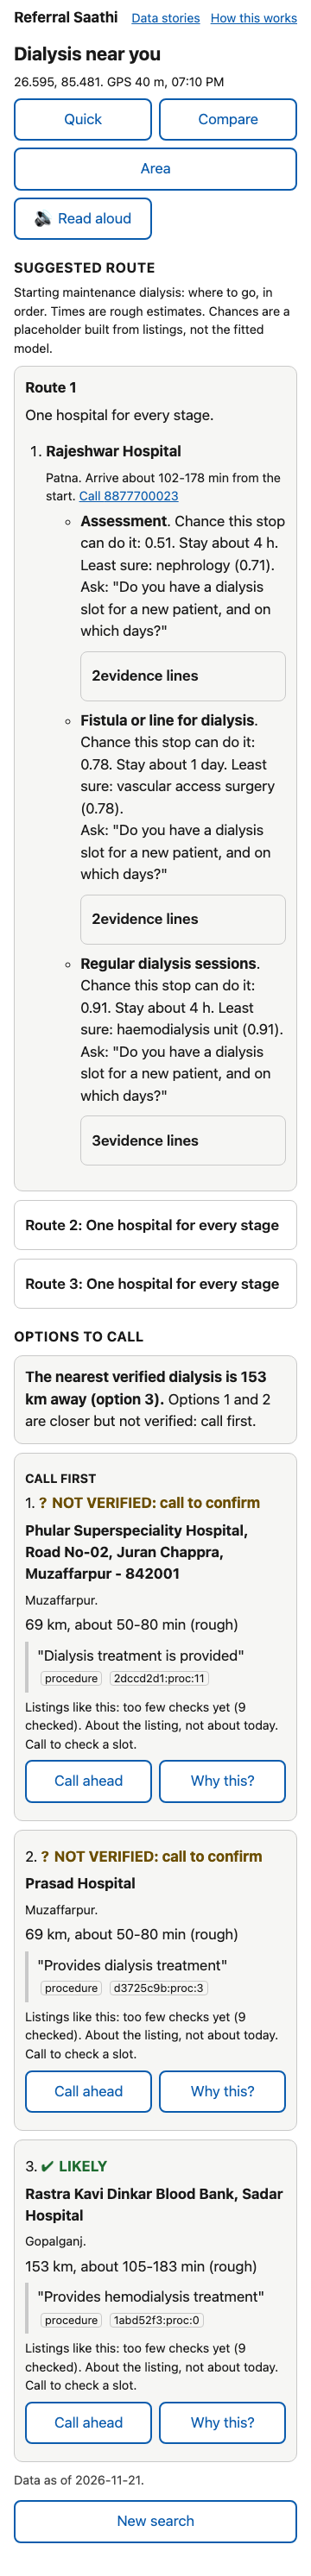 Referral Saathi Data stories How this works
Dialysis near you
26.595, 85.481. GPS 40 m, 07:10 PM
Quick Compare
Area
Read aloud
SUGGESTED ROUTE
Starting maintenance dialysis: where to go, in
order. Times are rough estimates. Chances are a
placeholder built from listings, not the fitted
model.
Route 1
One hospital for every stage.
1. Rajeshwar Hospital
Patna. Arrive about 102-178 min from the
start. Call 8877700023
Assessment. Chance this stop
can do it: 0.51. Stay about 4 h.
Least sure: nephrology (0.71).
Ask: "Do you have a dialysis
slot for a new patient, and on
which days?"
2evidence lines
Fistula or line for dialysis.
Chance this stop can do it:
0.78. Stay about 1 day. Least
sure: vascular access surgery
(0.78).
Ask: "Do you have a dialysis
slot for a new patient, and on
which days?"
2evidence lines
Regular dialysis sessions.
Chance this stop can do it:
0.91. Stay about 4 h. Least
sure: haemodialysis unit (0.91).
Ask: "Do you have a dialysis
slot for a new patient, and on
which days?"
3evidence lines
Route 2: One hospital for every stage
Route 3: One hospital for every stage
OPTIONS TO CALL
The nearest verified dialysis is 153
km away (option 3). Options 1 and 2
are closer but not verified: call first.
CALL FIRST
1. ? NOT VERIFIED: call to confirm
Phular Superspeciality Hospital,
Road No-02, Juran Chappra,
Muzaffarpur - 842001
Muzaffarpur.
69 km, about 50-80 min (rough)
"Dialysis treatment is provided"
procedure 2dccd2d1:proc:11
Listings like this: too few checks yet (9
checked). About the listing, not about today.
Call to check a slot.
Call ahead Why this?
2. ? NOT VERIFIED: call to confirm
Prasad Hospital
Muzaffarpur.
69 km, about 50-80 min (rough)
"Provides dialysis treatment"
procedure d3725c9b:proc:3
Listings like this: too few checks yet (9
checked). About the listing, not about today.
Call to check a slot.
Call ahead Why this?
3. ✔ LIKELY
Rastra Kavi Dinkar Blood Bank, Sadar
Hospital
Gopalganj.
153 km, about 105-183 min (rough)
"Provides hemodialysis treatment"
procedure 1abd52f3:proc:0
Listings like this: too few checks yet (9
checked). About the listing, not about today.
Call to check a slot.
Call ahead Why this?
Data as of 2026-11-21.
New search